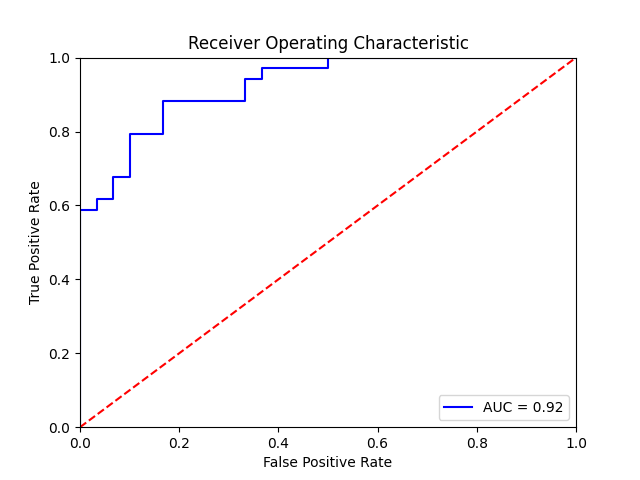 Receiver Operating Characteristic
True Positive Rate
1.0
0.8
0.6
0.4
0.2
0.0
AUC = 0.92
0.0 0.2 0.4 0.6 0.8 1.0
False Positive Rate